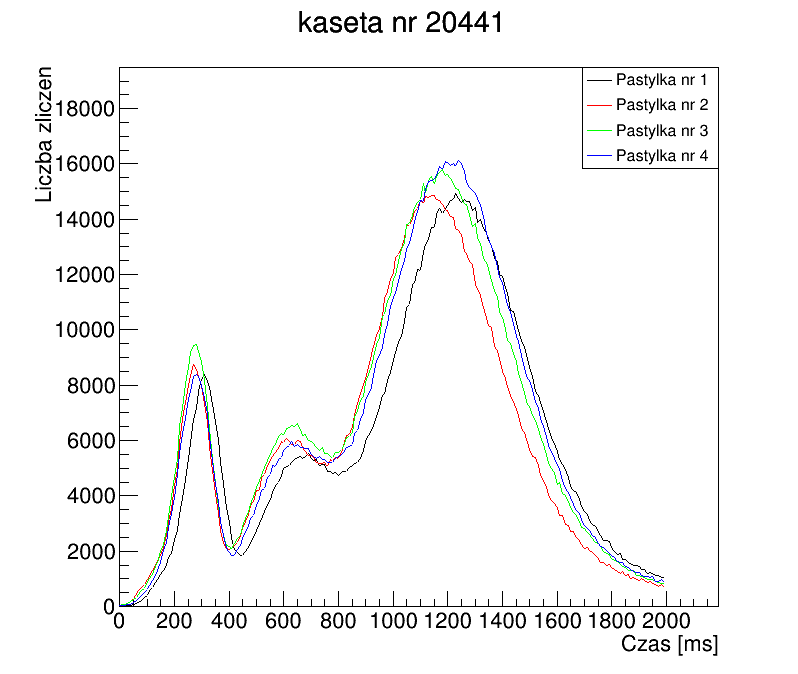 kaseta nr 20441
Liczba zliczen
Pastylka nr 1
Pastylka nr 2
Pastylka nr 3
Pastylka nr 4
18000
16000
14000
12000
10000
8000
6000
4000
2000
0
0 200 400 600 800 1000 1200 1400 1600 1800 2000
Czas [ms]